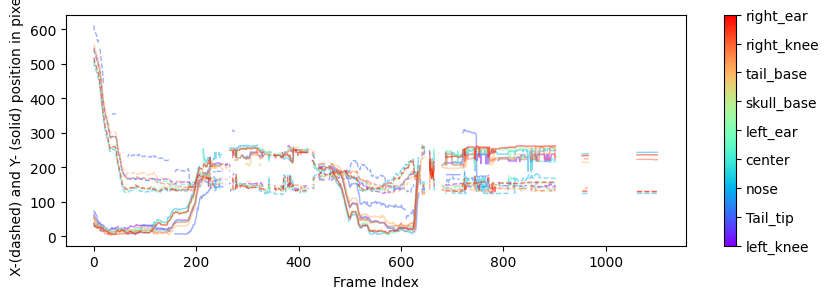 X-(dashed) and Y- (solid) position in pixe
600
500
400
300
200
100
0
0
200
400
600
800
1000
Frame Index
right_ear
right_knee
tail_base
skull_base
left_ear
center
nose
Tail_tip
left_knee